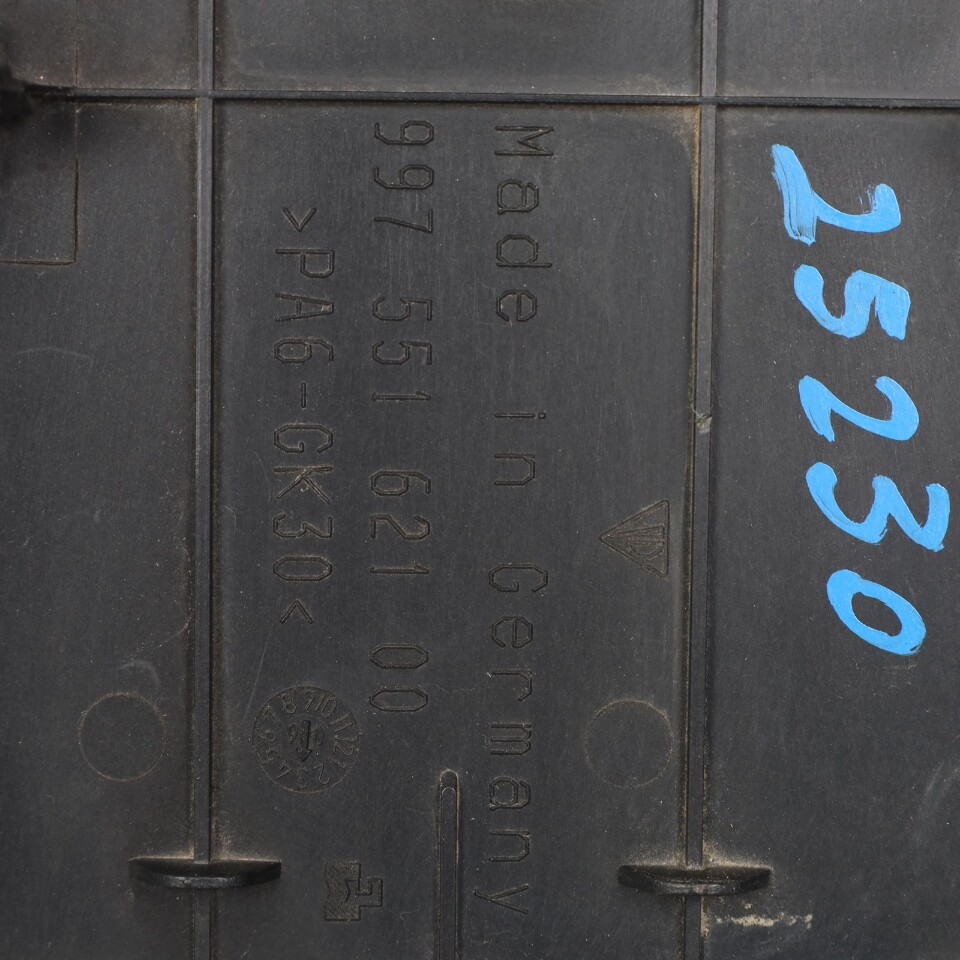 25230
Made in Germany
997 551 621 00
>PA6-GK30<